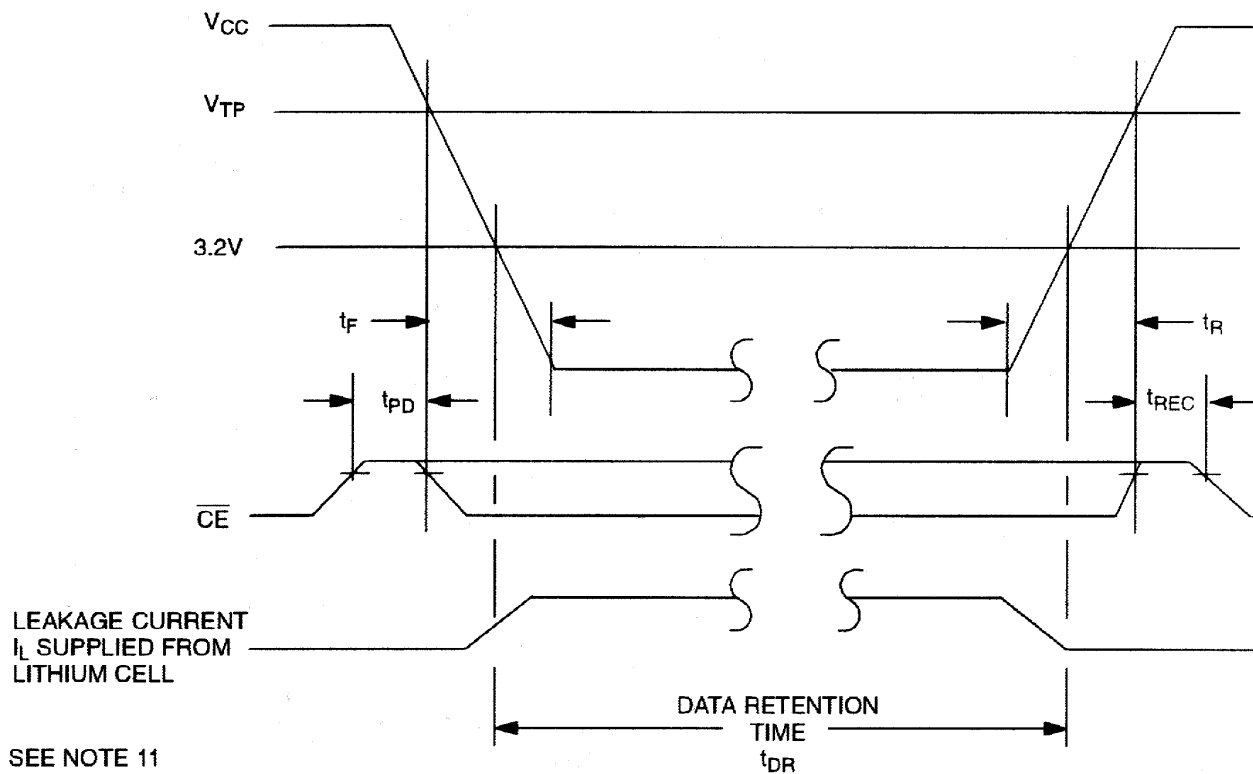 VCC
VTP
3.2V
tF
tR
tPD
tREC
CE
LEAKAGE CURRENT
IL SUPPLIED FROM
LITHIUM CELL
DATA RETENTION
TIME
tDR
SEE NOTE 11